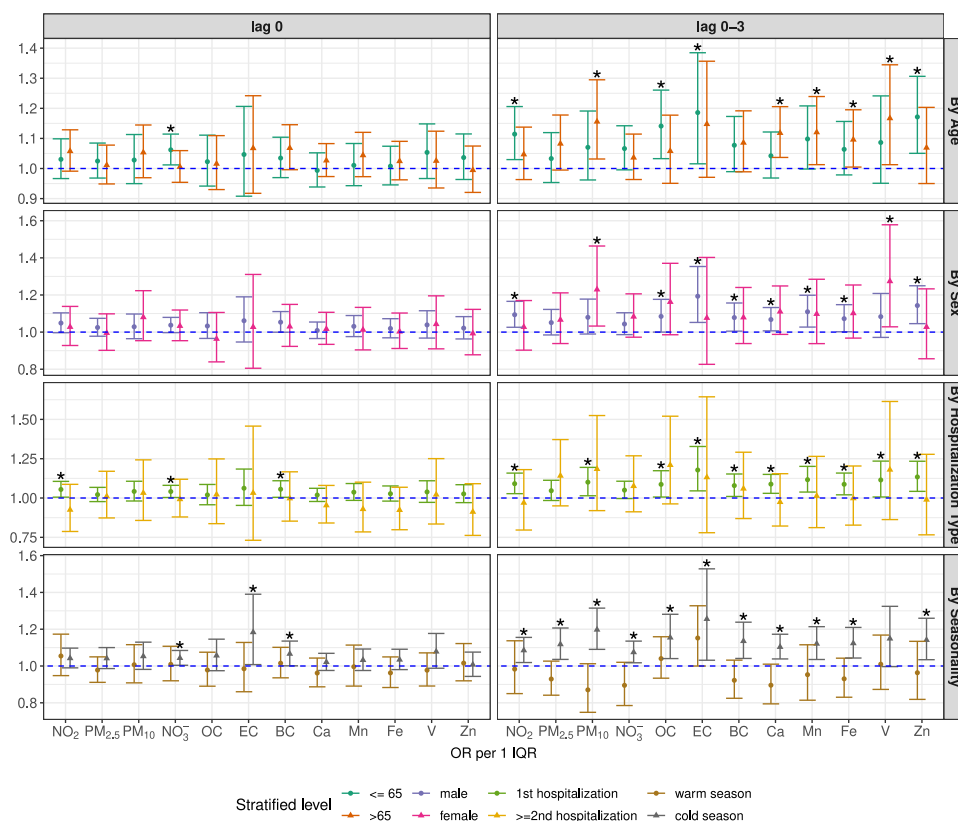 lag 0
lag 0–3
1.4
1.3
1.2
1.1
1.0
0.9
By Age
1.6
1.4
1.2
1.0
0.8
By Sex
1.50
1.25
1.00
0.75
By Hospitalization Type
1.6
1.4
1.2
1.0
0.8
By Seasonality
NO₂ PM₂.₅ PM₁₀ NO₃⁻ OC EC BC Ca Mn Fe V Zn
NO₂ PM₂.₅ PM₁₀ NO₃⁻ OC EC BC Ca Mn Fe V Zn
OR per 1 IQR
Stratified level
<= 65
male
1st hospitalization
warm season
>65
female
>=2nd hospitalization
cold season